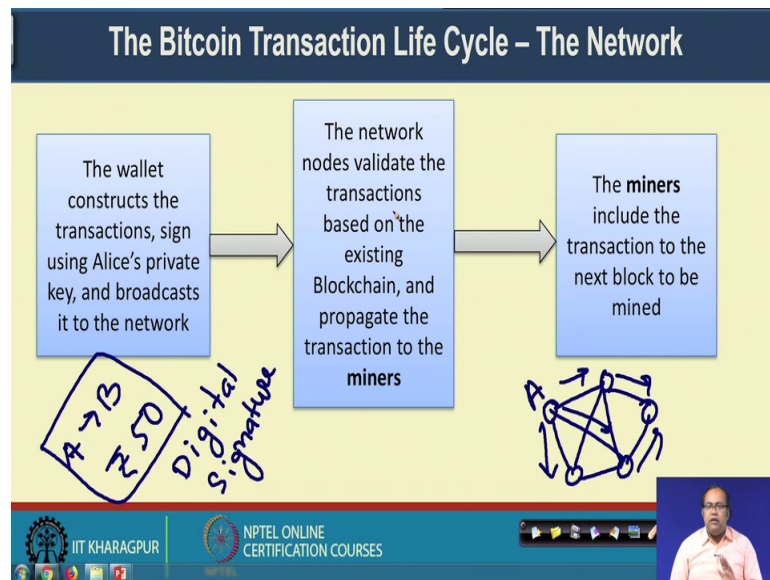 The Bitcoin Transaction Life Cycle – The Network
The wallet
constructs the
transactions, sign
using Alice's private
key, and broadcasts
it to the network
The network
nodes validate the
transactions
based on the
existing
Blockchain, and
propagate the
transaction to the
miners
The miners
include the
transaction to the
next block to be
mined
A → B
₹ 50
Digital
Signature
A
IIT KHARAGPUR
NPTEL ONLINE
CERTIFICATION COURSES